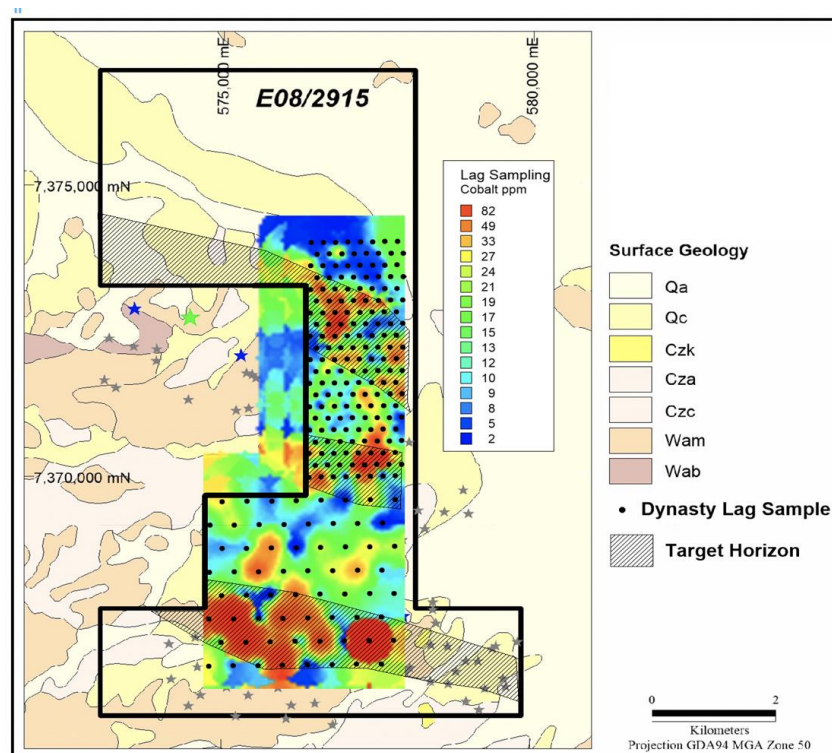 "
575,000 mE
580,000 mE
E08/2915
7,375,000 mN
7,370,000 mN
Lag Sampling
Cobalt ppm
82
49
33
27
24
21
19
17
15
13
12
10
9
8
5
2
Surface Geology
Qa
Qc
Czk
Cza
Czc
Wam
Wab
Dynasty Lag Sample
Target Horizon
0 2
Kilometers
Projection GDA94 MGA Zone 50